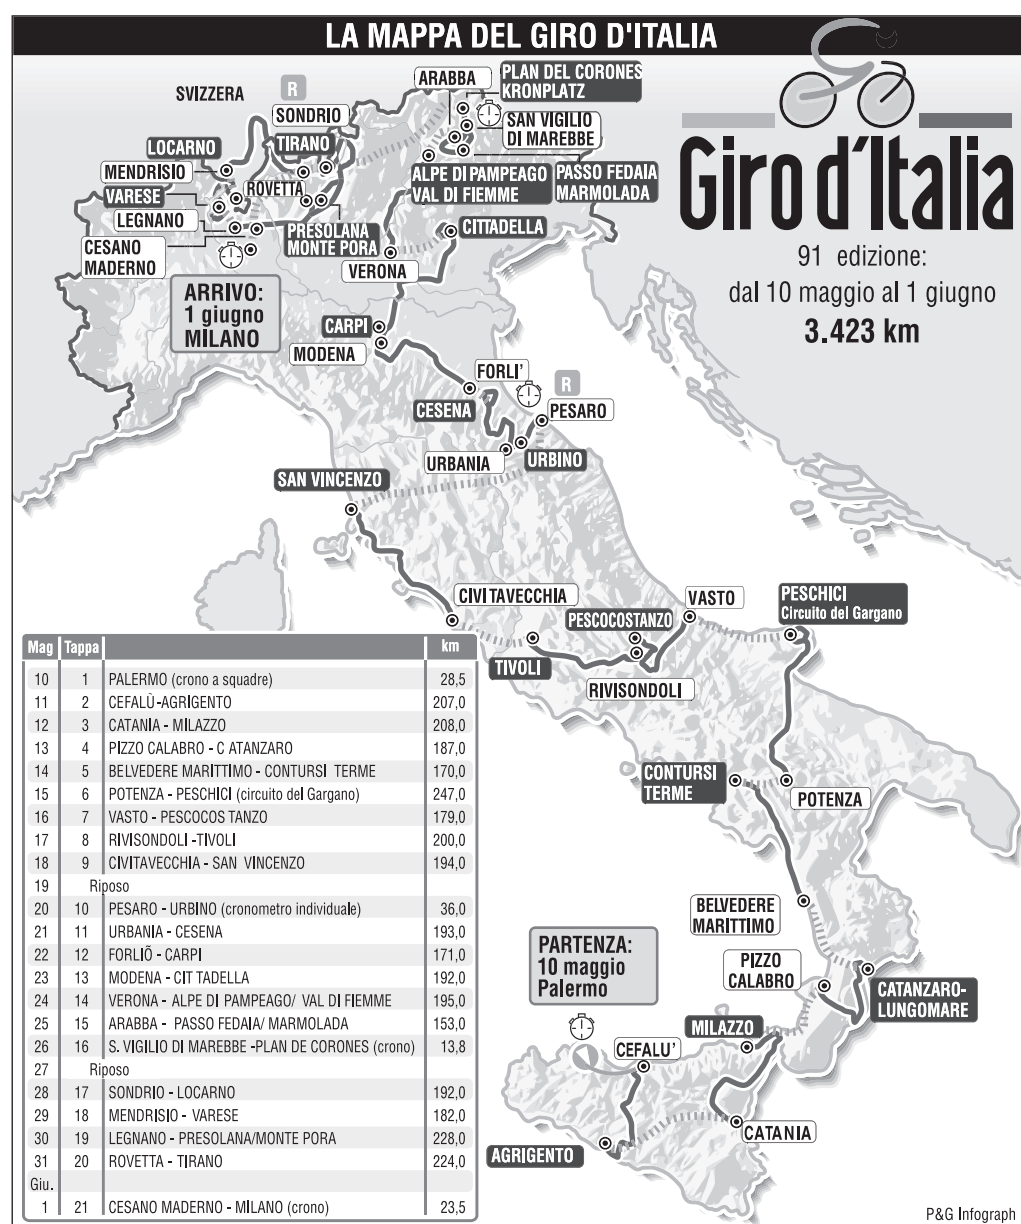 LA MAPPA DEL GIRO D'ITALIA
Giro d'Italia
91 edizione:
dal 10 maggio al 1 giugno
3.423 km
SVIZZERA
R
SONDRIO
ARABBA
PLAN DEL CORONES
KRONPLATZ
SAN VIGILIO
DI MAREBBE
LOCARNO
TIRANO
MENDRISIO
ROVETTA
ALPE DI PAMPEAGO
VAL DI FIEMME
PASSO FEDAIA
MARMOLADA
VARESE
LEGNANO
PRESOLANA
MONTE PORA
CITTADELLA
CESANO
MADERNO
VERONA
ARRIVO:
1 giugno
MILANO
CARPI
MODENA
FORLI'
R
CESENA
PESARO
URBANIA
URBINO
SAN VINCENZO
CIVITAVECCHIA
PESCOCOSTANZO
VASTO
PESCHICI
Circuito del Gargano
TIVOLI
RIVISONDOLI
CONTURSI
TERME
POTENZA
BELVEDERE
MARITTIMO
PARTENZA:
10 maggio
Palermo
PIZZO
CALABRO
CATANZARO-
LUNGOMARE
MILAZZO
CEFALU'
CATANIA
AGRIGENTO
Mag Tappa km
10 1 PALERMO (crono a squadre) 28,5
11 2 CEFALÙ-AGRIGENTO 207,0
12 3 CATANIA - MILAZZO 208,0
13 4 PIZZO CALABRO - C ATANZARO 187,0
14 5 BELVEDERE MARITTIMO - CONTURSI TERME 170,0
15 6 POTENZA - PESCHICI (circuito del Gargano) 247,0
16 7 VASTO - PESCOCOS TANZO 179,0
17 8 RIVISONDOLI -TIVOLI 200,0
18 9 CIVITAVECCHIA - SAN VINCENZO 194,0
19 Riposo
20 10 PESARO - URBINO (cronometro individuale) 36,0
21 11 URBANIA - CESENA 193,0
22 12 FORLIÕ - CARPI 171,0
23 13 MODENA - CIT TADELLA 192,0
24 14 VERONA - ALPE DI PAMPEAGO/ VAL DI FIEMME 195,0
25 15 ARABBA - PASSO FEDAIA/ MARMOLADA 153,0
26 16 S. VIGILIO DI MAREBBE -PLAN DE CORONES (crono) 13,8
27 Riposo
28 17 SONDRIO - LOCARNO 192,0
29 18 MENDRISIO - VARESE 182,0
30 19 LEGNANO - PRESOLANA/MONTE PORA 228,0
31 20 ROVETTA - TIRANO 224,0
Giu.
1 21 CESANO MADERNO - MILANO (crono) 23,5
P&G Infograph